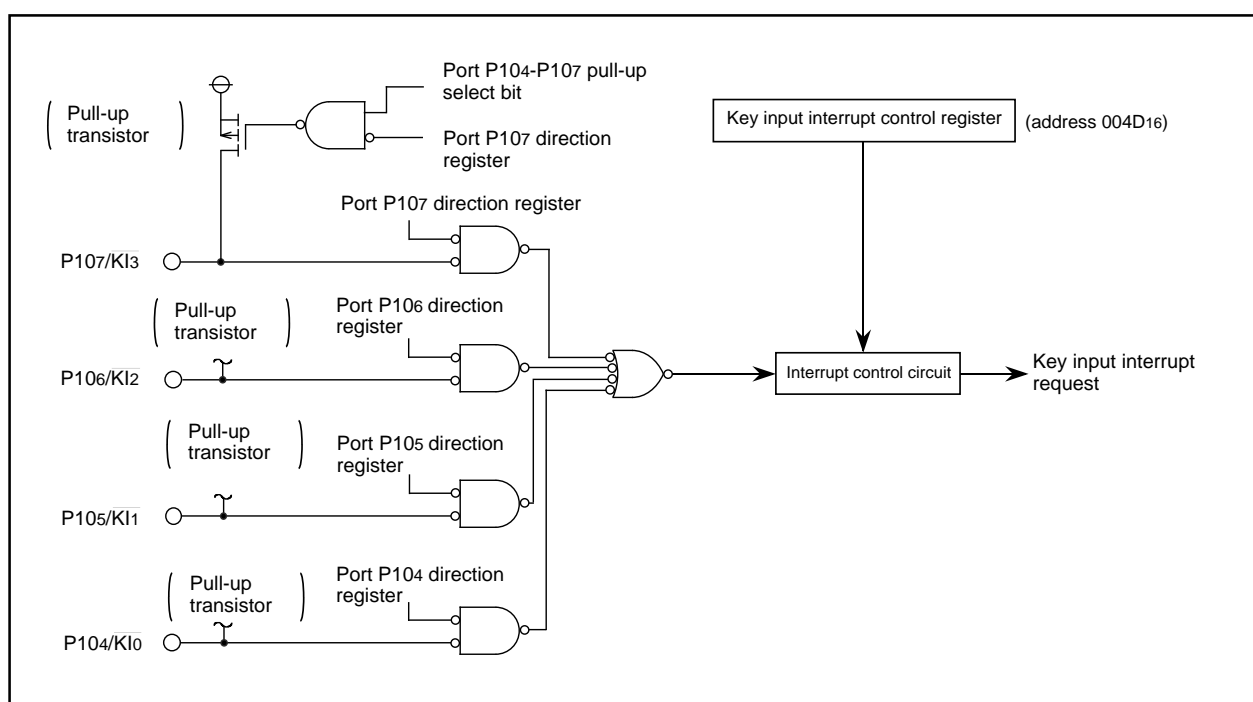 Port P104-P107 pull-up
select bit
Pull-up
transistor
Key input interrupt control register
(address 004D16)
Port P107 direction
register
Port P107 direction register
P107/KI3
Pull-up
transistor
Port P106 direction
register
P106/KI2
Interrupt control circuit
Key input interrupt
request
Pull-up
transistor
Port P105 direction
register
P105/KI1
Pull-up
transistor
Port P104 direction
register
P104/KI0